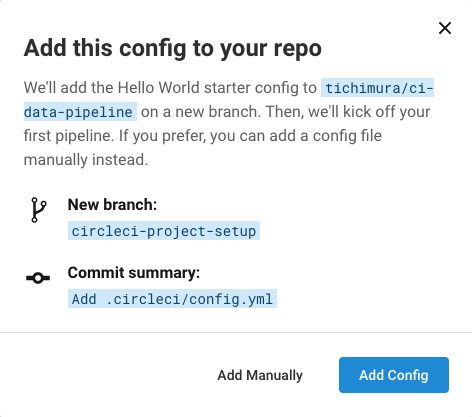 Add this config to your repo
We'll add the Hello World starter config to tichimura/ci-
data-pipeline on a new branch. Then, we'll kick off your
first pipeline. If you prefer, you can add a config file
manually instead.
New branch:
circleci-project-setup
Commit summary:
Add .circleci/config.yml
Add Manually
Add Config